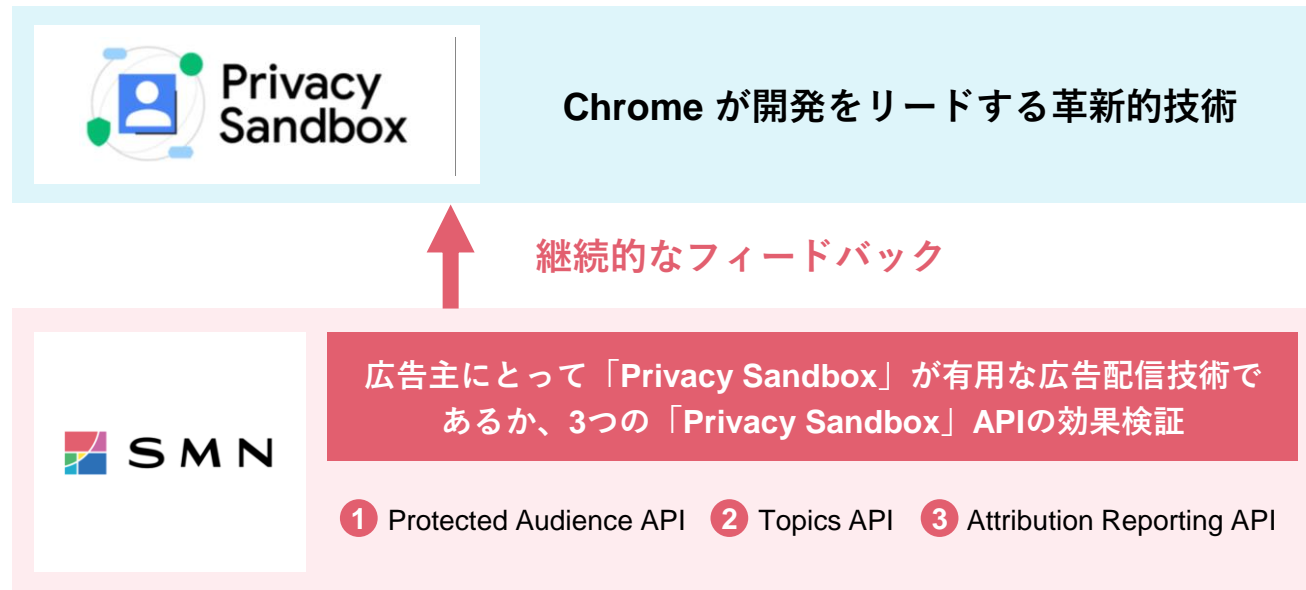 Privacy
Sandbox
Chrome が開発をリードする革新的技術
継続的なフィードバック
広告主にとって「Privacy Sandbox」が有用な広告配信技術で
あるか、3つの「Privacy Sandbox」APIの効果検証
SMN
1 Protected Audience API 2 Topics API 3 Attribution Reporting API